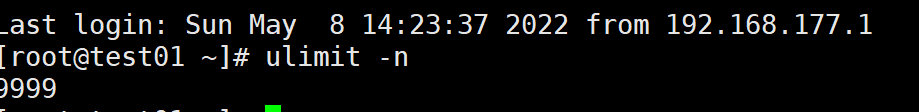 Last login: Sun May  8 14:23:37 2022 from 192.168.177.1
[root@test01 ~]# ulimit -n
9999